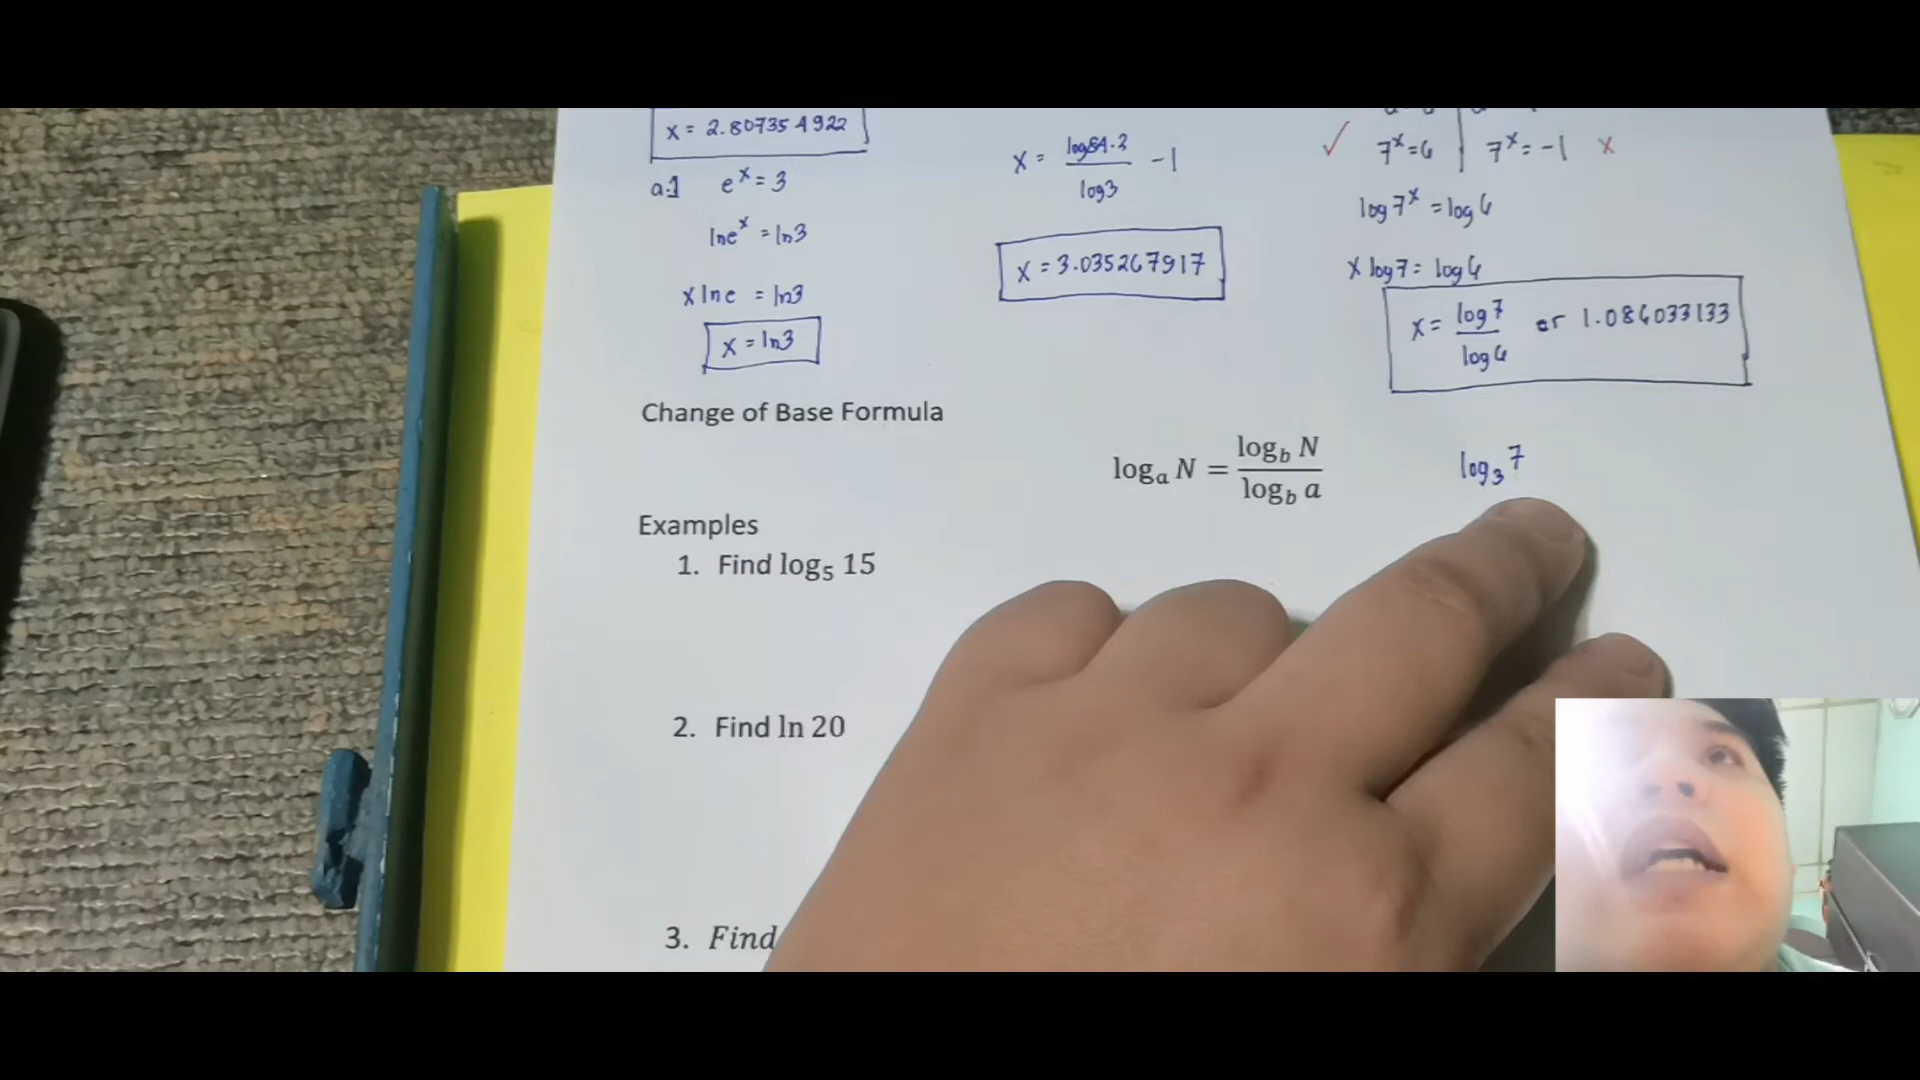 x = 2.807354922
a.] e^x = 3
ln e^x = ln3
x ln e = ln3
x = ln3
x = log84.2 / log3 - 1
x = 3.035267917
✓ 7^x = 6 | 7^x = -1 x
log 7^x = log 6
x log 7 = log 6
x = log 7 / log 6 or 1.086033133
Change of Base Formula
log_a N = log_b N / log_b a
log_3 7
Examples
1. Find log_5 15
2. Find ln 20
3. Find